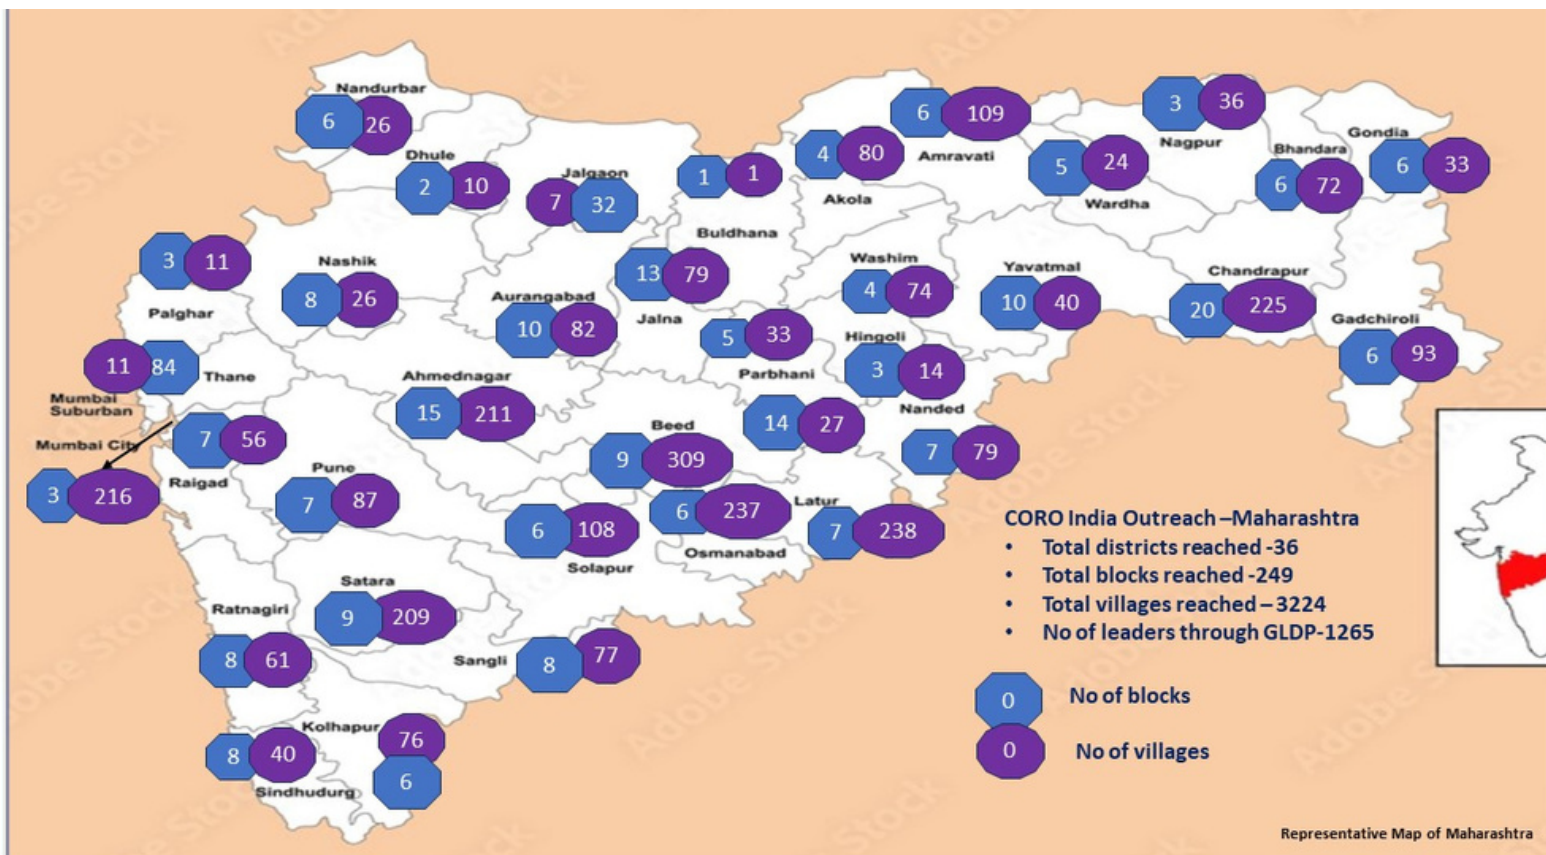 Nandurbar
6 26
Dhule
2 10
Jalgaon
7 32
1 1
Buldhana
4 80
Akola
6 109
Amravati
5 24
Wardha
3 36
Nagpur
Bhandara
6 72
Gondia
6 33
3 11
Palghar
Nashik
8 26
Aurangabad
10 82
13 79
Jalna
Washim
4 74
Yavatmal
10 40
Chandrapur
20 225
Gadchiroli
6 93
11 84
Thane
Mumbai
Suburban
Mumbai City
3 216
7 56
Raigad
Ahmednagar
15 211
5 33
Parbhani
Hingoli
3 14
Nanded
7 79
14 27
Beed
9 309
Pune
7 87
6 108
Solapur
6 237
Osmanabad
Latur
7 238
Satara
9 209
Ratnagiri
8 61
Sangli
8 77
Kolhapur
76
6
8 40
Sindhudurg
CORO India Outreach –Maharashtra
• Total districts reached -36
• Total blocks reached -249
• Total villages reached – 3224
• No of leaders through GLDP-1265
0 No of blocks
0 No of villages
Representative Map of Maharashtra
Adobe Stock